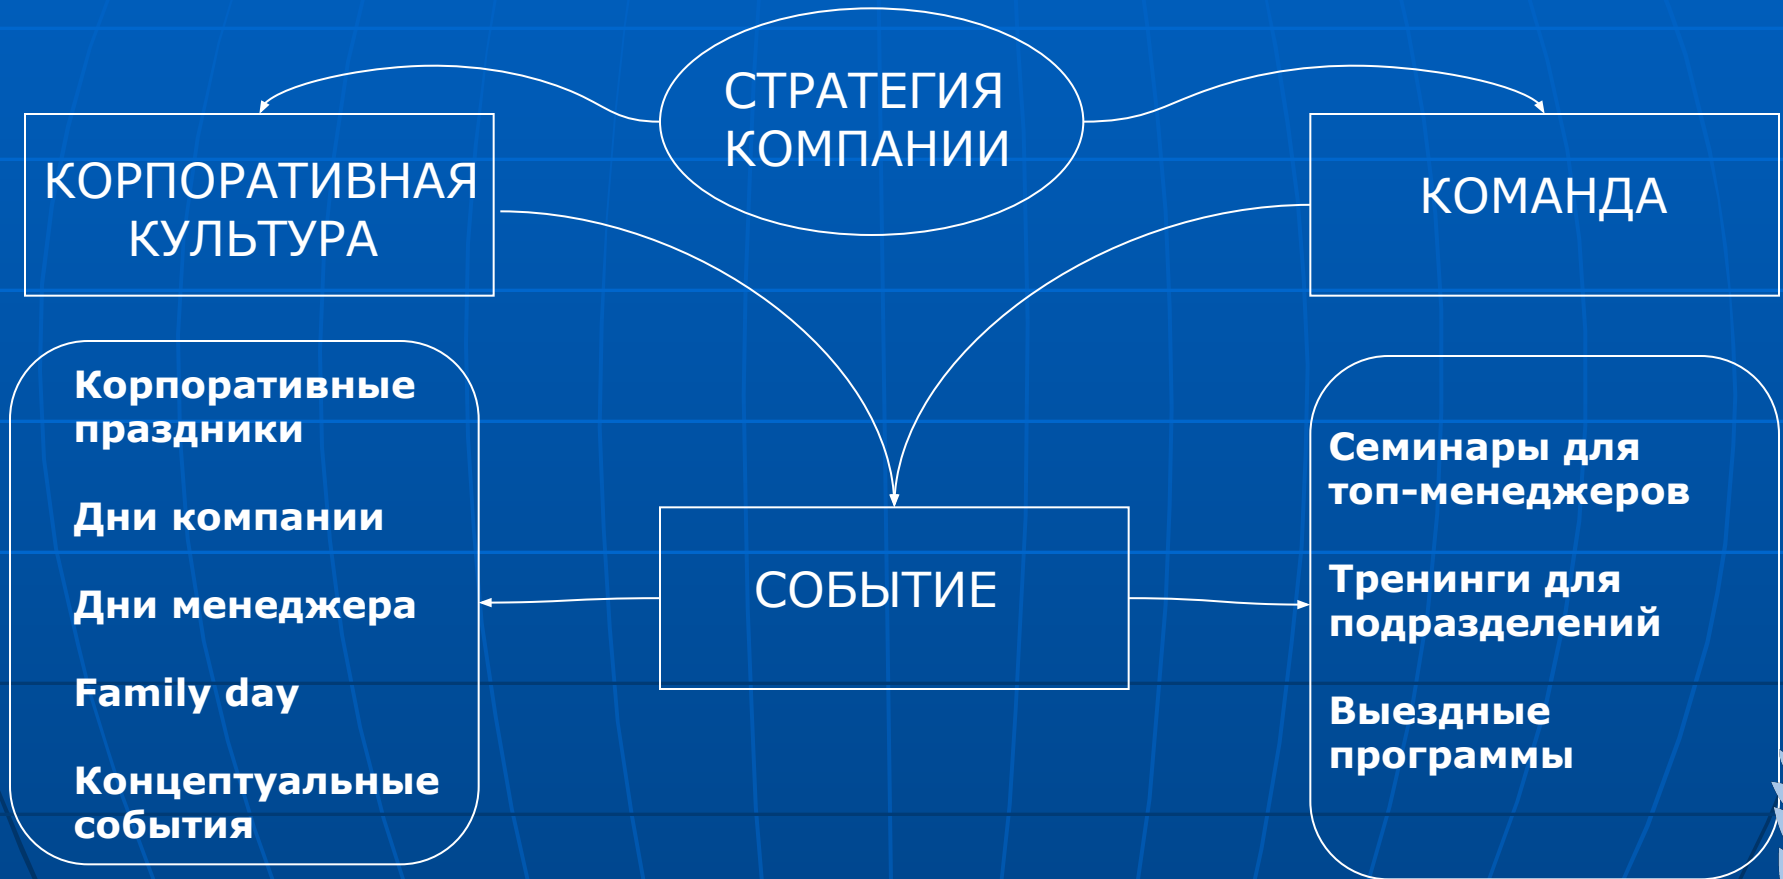 СТРАТЕГИЯ
КОМПАНИИ
КОРПОРАТИВНАЯ
КУЛЬТУРА
КОМАНДА
Корпоративные
праздники
Дни компании
Дни менеджера
Family day
Концептуальные
события
СОБЫТИЕ
Семинары для
топ-менеджеров
Тренинги для
подразделений
Выездные
программы